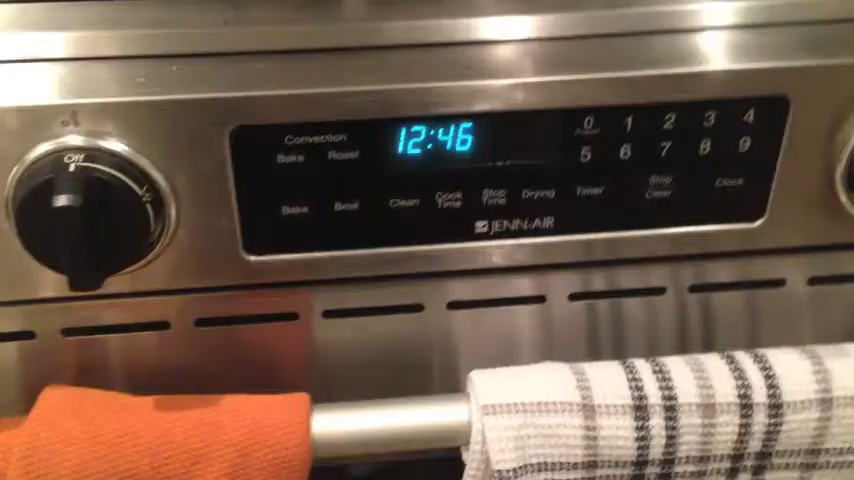 Off
Convection
Bake Roast
12:46
0 1 2 3 4
5 6 7 8 9
Bake Broil Clean Cook Time Stop Time Drying Timer Stop Clear Clock
JENN-AIR